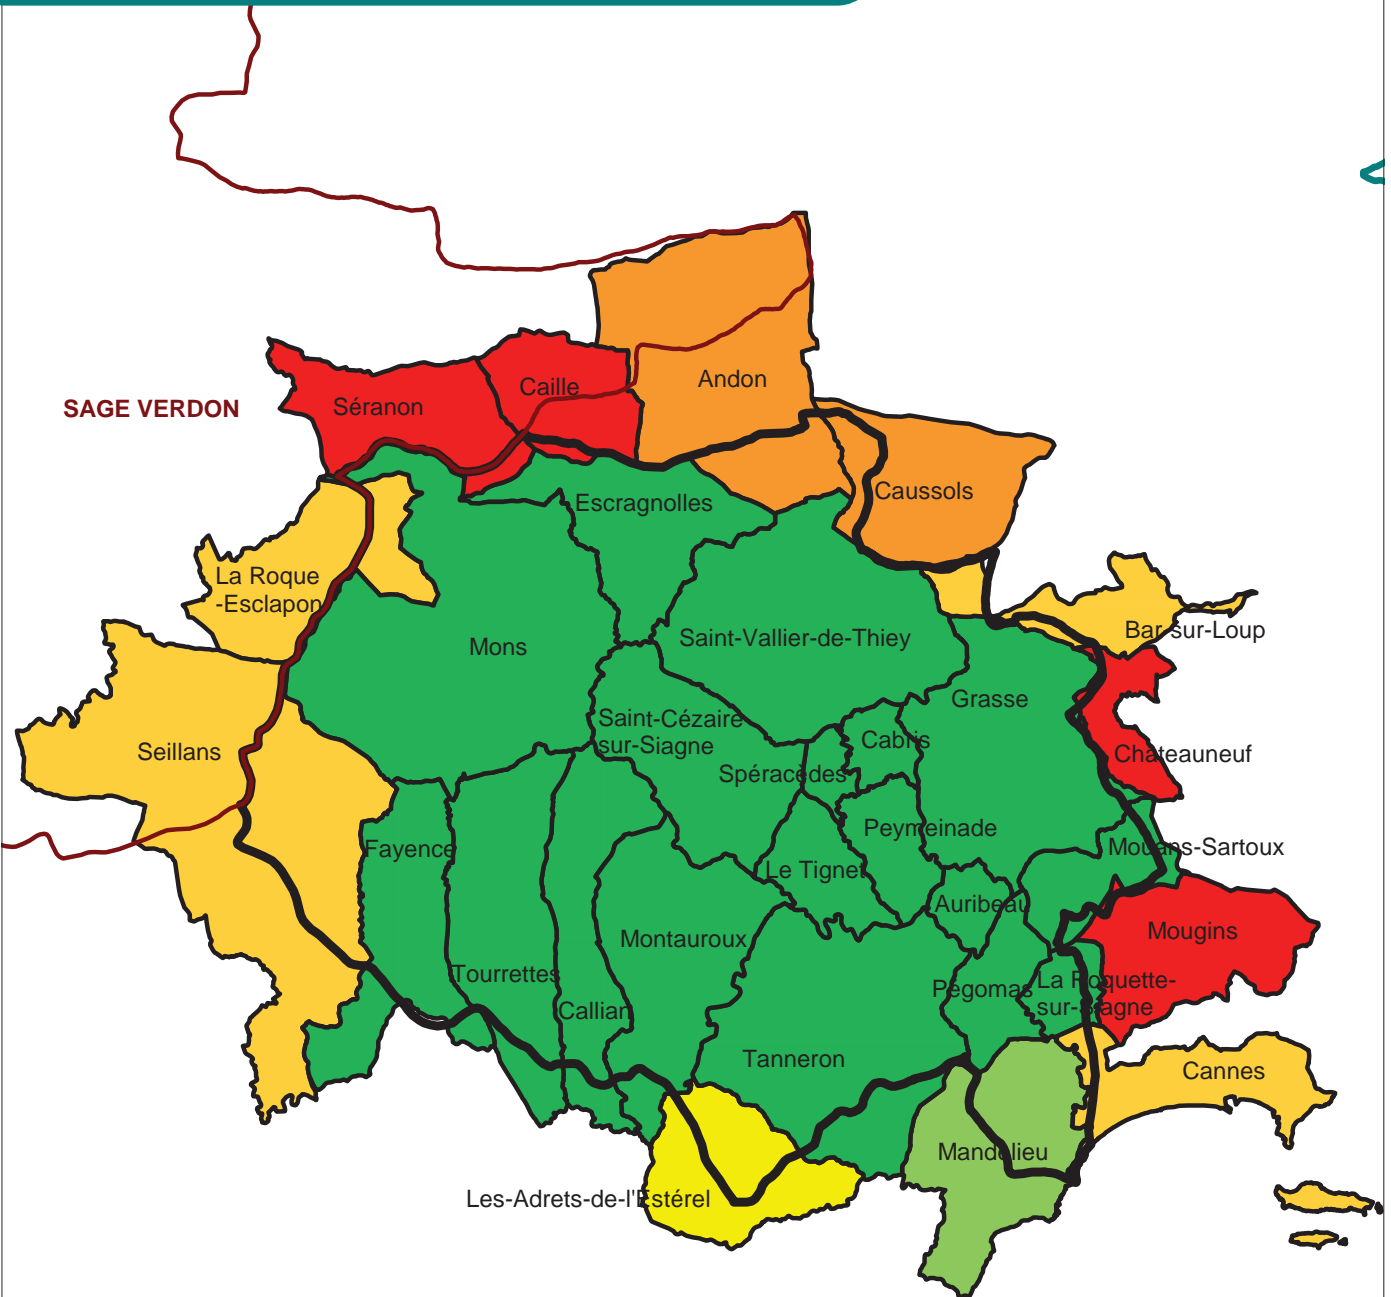 Andon
Caille
Séranon
SAGE VERDON
Caussols
Escragnolles
La Roque
-Esclapon
Bar-sur-Loup
Mons
Saint-Vallier-de-Thiey
Grasse
Saint-Cézaire
sur-Siagne
Cabris
Seillans
Châteauneuf
Spéracèdes
Peymeinade
Fayence
Mouans-Sartoux
Le Tignet
Auribeau
Montauroux
Mougins
Tourrettes
Pégomas
La Roquette-
sur-Siagne
Callian
Tanneron
Cannes
Mandelieu
Les-Adrets-de-l'Estérel